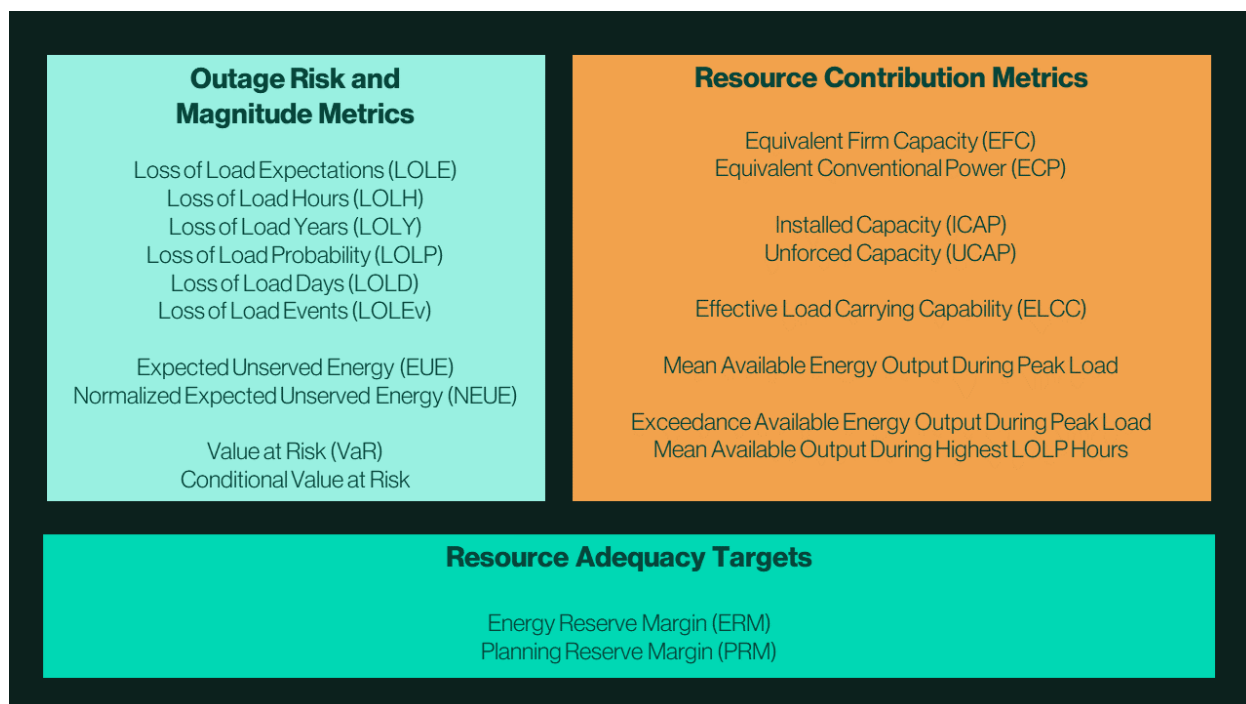 Outage Risk and
Magnitude Metrics
Loss of Load Expectations (LOLE)
Loss of Load Hours (LOLH)
Loss of Load Years (LOLY)
Loss of Load Probability (LOLP)
Loss of Load Days (LOLD)
Loss of Load Events (LOLEv)
Expected Unserved Energy (EUE)
Normalized Expected Unserved Energy (NEUE)
Value at Risk (VaR)
Conditional Value at Risk
Resource Contribution Metrics
Equivalent Firm Capacity (EFC)
Equivalent Conventional Power (ECP)
Installed Capacity (ICAP)
Unforced Capacity (UCAP)
Effective Load Carrying Capability (ELCC)
Mean Available Energy Output During Peak Load
Exceedance Available Energy Output During Peak Load
Mean Available Output During Highest LOLP Hours
Resource Adequacy Targets
Energy Reserve Margin (ERM)
Planning Reserve Margin (PRM)